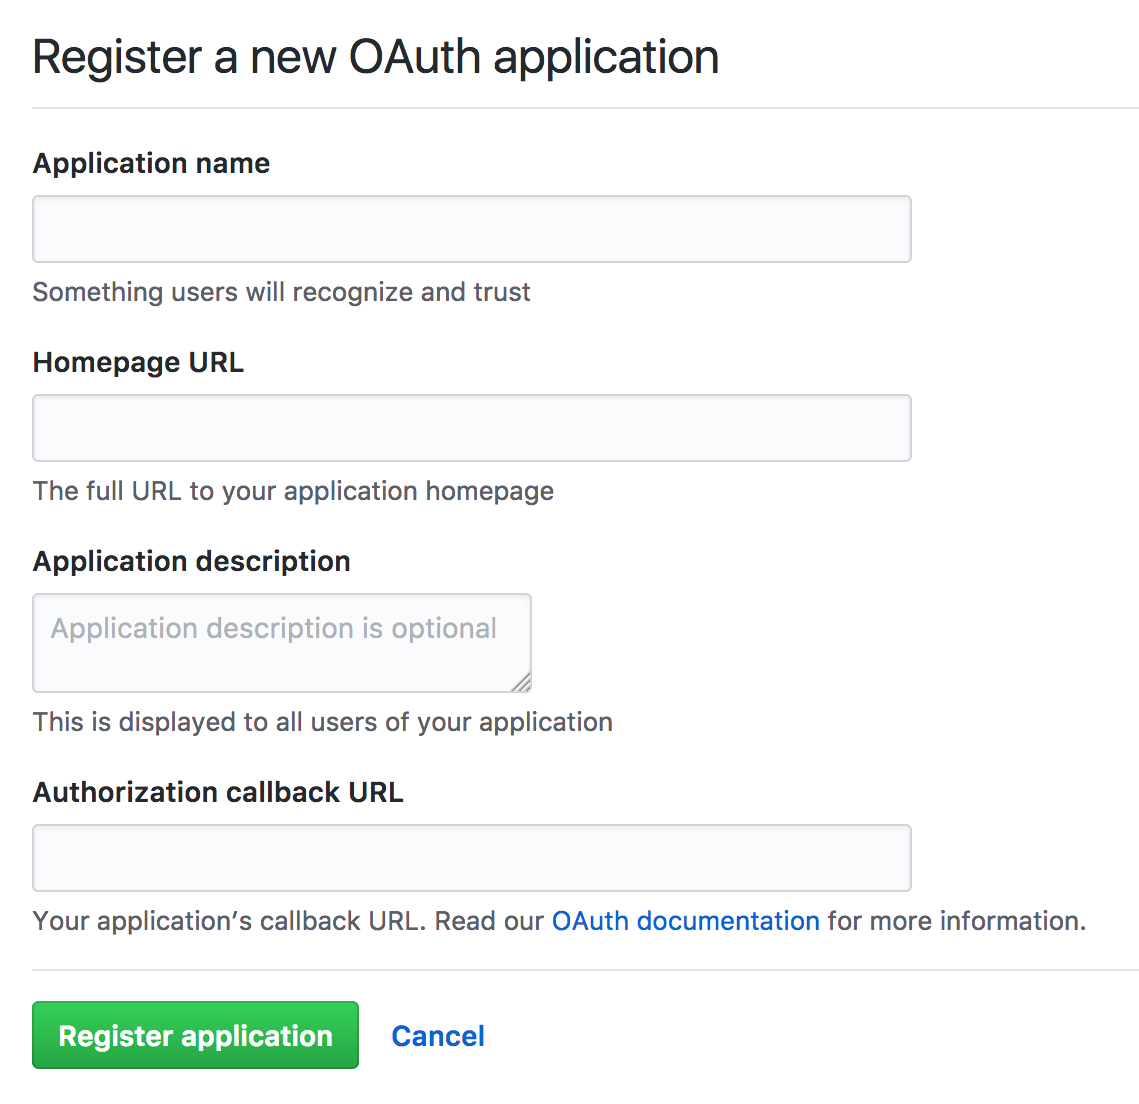 Register a new OAuth application
Application name
Something users will recognize and trust
Homepage URL
The full URL to your application homepage
Application description
Application description is optional
This is displayed to all users of your application
Authorization callback URL
Your application’s callback URL. Read our OAuth documentation for more information.
Register application Cancel